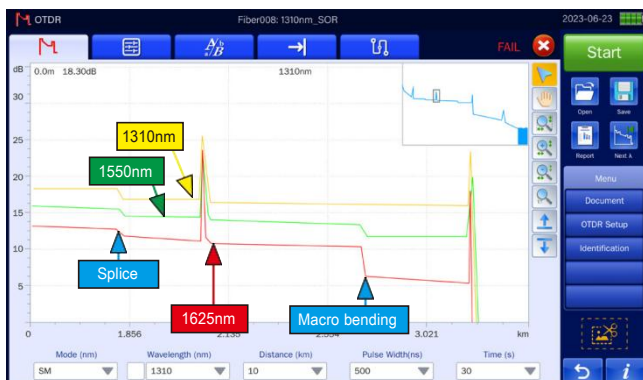 OTDR
Fiber008: 1310nm_SOR
2023-06-23
A/B
a/b
FAIL
Start
dB
0.0m 18.30dB
1310nm
30
25
20
15
10
5
1310nm
1550nm
Splice
1625nm
Macro bending
0
1.856
2.135
3.021
km
Open
Save
Report
Next λ
Menu
Document
OTDR Setup
Identification
Mode (nm)
Wavelength (nm)
Distance (km)
Pulse Width(ns)
Time (s)
SM
1310
10
500
30
i